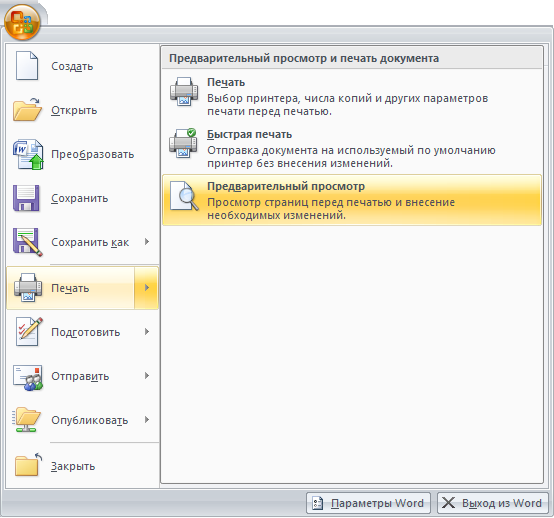 Создать
Открыть
Преобразовать
Сохранить
Сохранить как
Печать
Подготовить
Отправить
Опубликовать
Закрыть
Предварительный просмотр и печать документа
Печать
Выбор принтера, числа копий и других параметров
печати перед печатью.
Быстрая печать
Отправка документа на используемый по умолчанию
принтер без внесения изменений.
Предварительный просмотр
Просмотр страниц перед печатью и внесение
необходимых изменений.
Параметры Word
Выход из Word